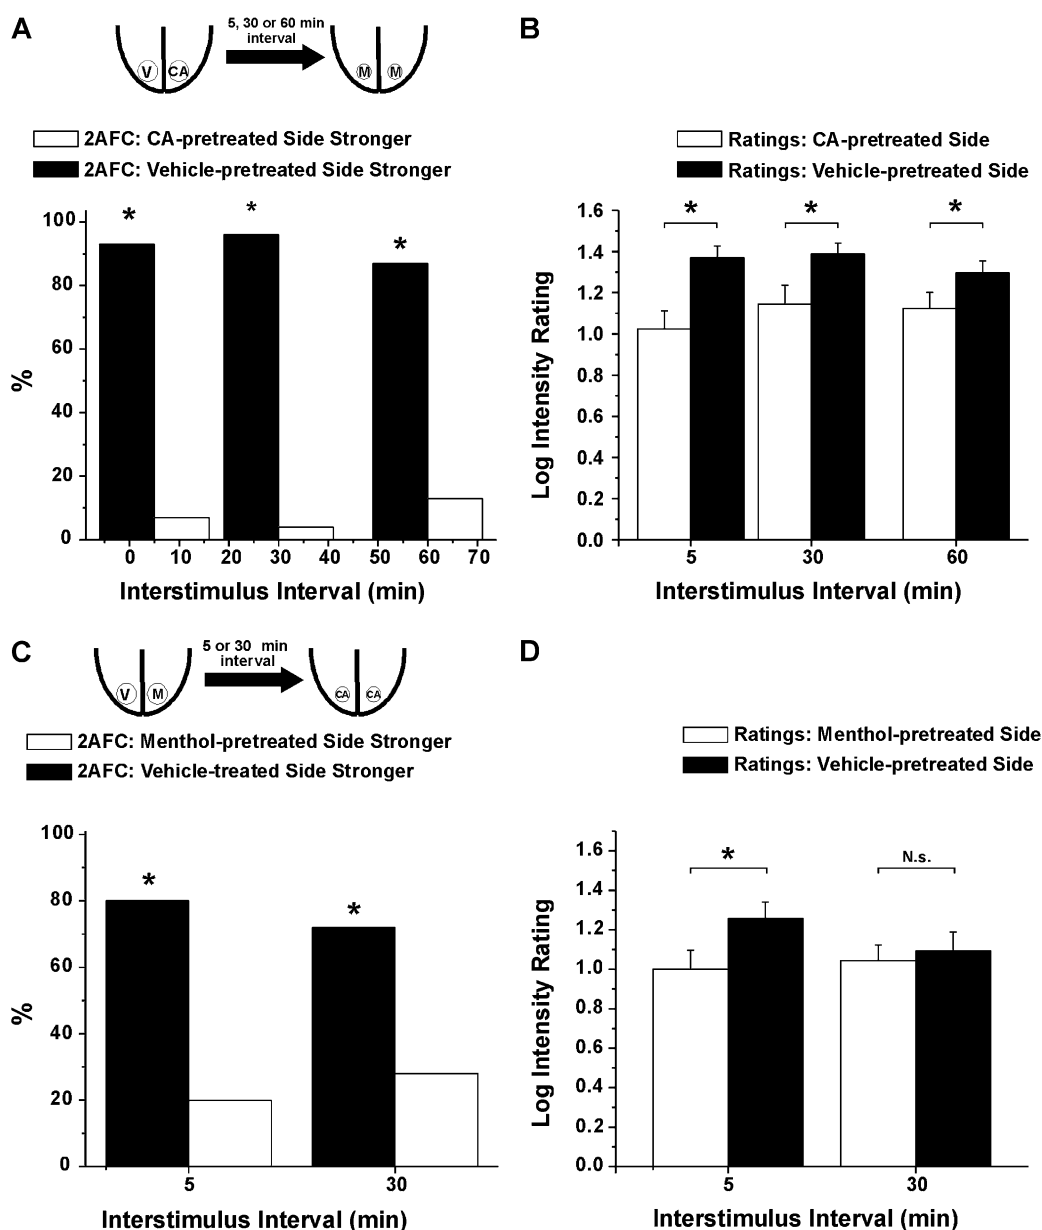 A
5, 30 or 60 min
interval
V CA
M M
2AFC: CA-pretreated Side Stronger
2AFC: Vehicle-pretreated Side Stronger
100
80
60
40
20
0
%
* * *
0 10 20 30 40 50 60 70
Interstimulus Interval (min)
B
Ratings: CA-pretreated Side
Ratings: Vehicle-pretreated Side
1.6
1.4
1.2
1.0
0.8
0.6
0.4
0.2
0.0
Log Intensity Rating
* * *
5 30 60
Interstimulus Interval (min)
C
5 or 30 min
interval
V M
CA CA
2AFC: Menthol-pretreated Side Stronger
2AFC: Vehicle-treated Side Stronger
100
80
60
40
20
0
%
* *
5 30
Interstimulus Interval (min)
D
Ratings: Menthol-pretreated Side
Ratings: Vehicle-pretreated Side
1.6
1.4
1.2
1.0
0.8
0.6
0.4
0.2
0.0
Log Intensity Rating
* N.s.
5 30
Interstimulus Interval (min)